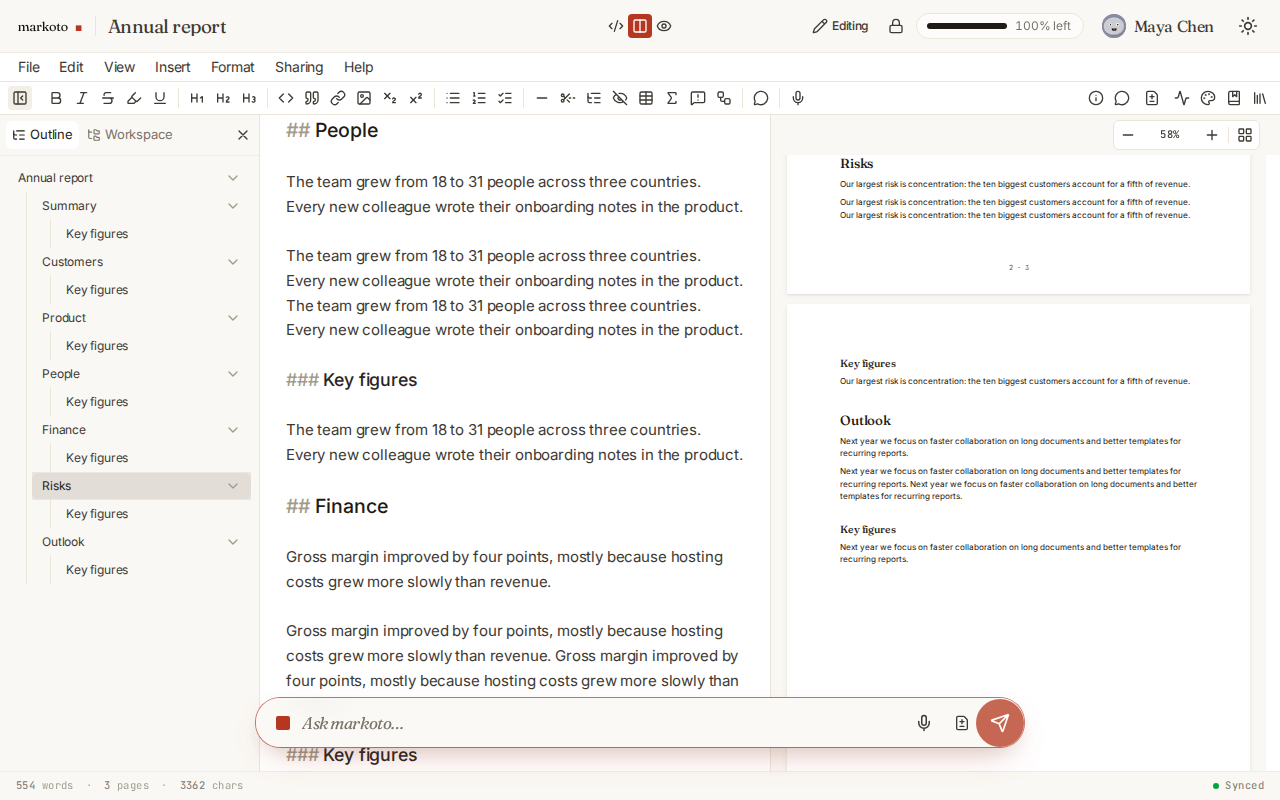 markoto
Annual report
Editing
100% left
Maya Chen
File Edit View Insert Format Sharing Help
B I S U H1 H2 H3 X2 X²
Outline Workspace
Annual report
Summary
Key figures
Customers
Key figures
Product
Key figures
People
Key figures
Finance
Key figures
Risks
Key figures
Outlook
Key figures
## People
The team grew from 18 to 31 people across three countries.
Every new colleague wrote their onboarding notes in the product.
The team grew from 18 to 31 people across three countries.
Every new colleague wrote their onboarding notes in the product.
The team grew from 18 to 31 people across three countries.
Every new colleague wrote their onboarding notes in the product.
### Key figures
The team grew from 18 to 31 people across three countries.
Every new colleague wrote their onboarding notes in the product.
## Finance
Gross margin improved by four points, mostly because hosting
costs grew more slowly than revenue.
Gross margin improved by four points, mostly because hosting
costs grew more slowly than revenue. Gross margin improved by
four points, mostly because hosting costs grew more slowly than
### Key figures
58%
Risks
Our largest risk is concentration: the ten biggest customers account for a fifth of revenue.
Our largest risk is concentration: the ten biggest customers account for a fifth of revenue.
Our largest risk is concentration: the ten biggest customers account for a fifth of revenue.
2 - 3
Key figures
Our largest risk is concentration: the ten biggest customers account for a fifth of revenue.
Outlook
Next year we focus on faster collaboration on long documents and better templates for
recurring reports.
Next year we focus on faster collaboration on long documents and better templates for
recurring reports. Next year we focus on faster collaboration on long documents and better
templates for recurring reports.
Key figures
Next year we focus on faster collaboration on long documents and better templates for
recurring reports.
Ask markoto...
554 words · 3 pages · 3362 chars
Synced